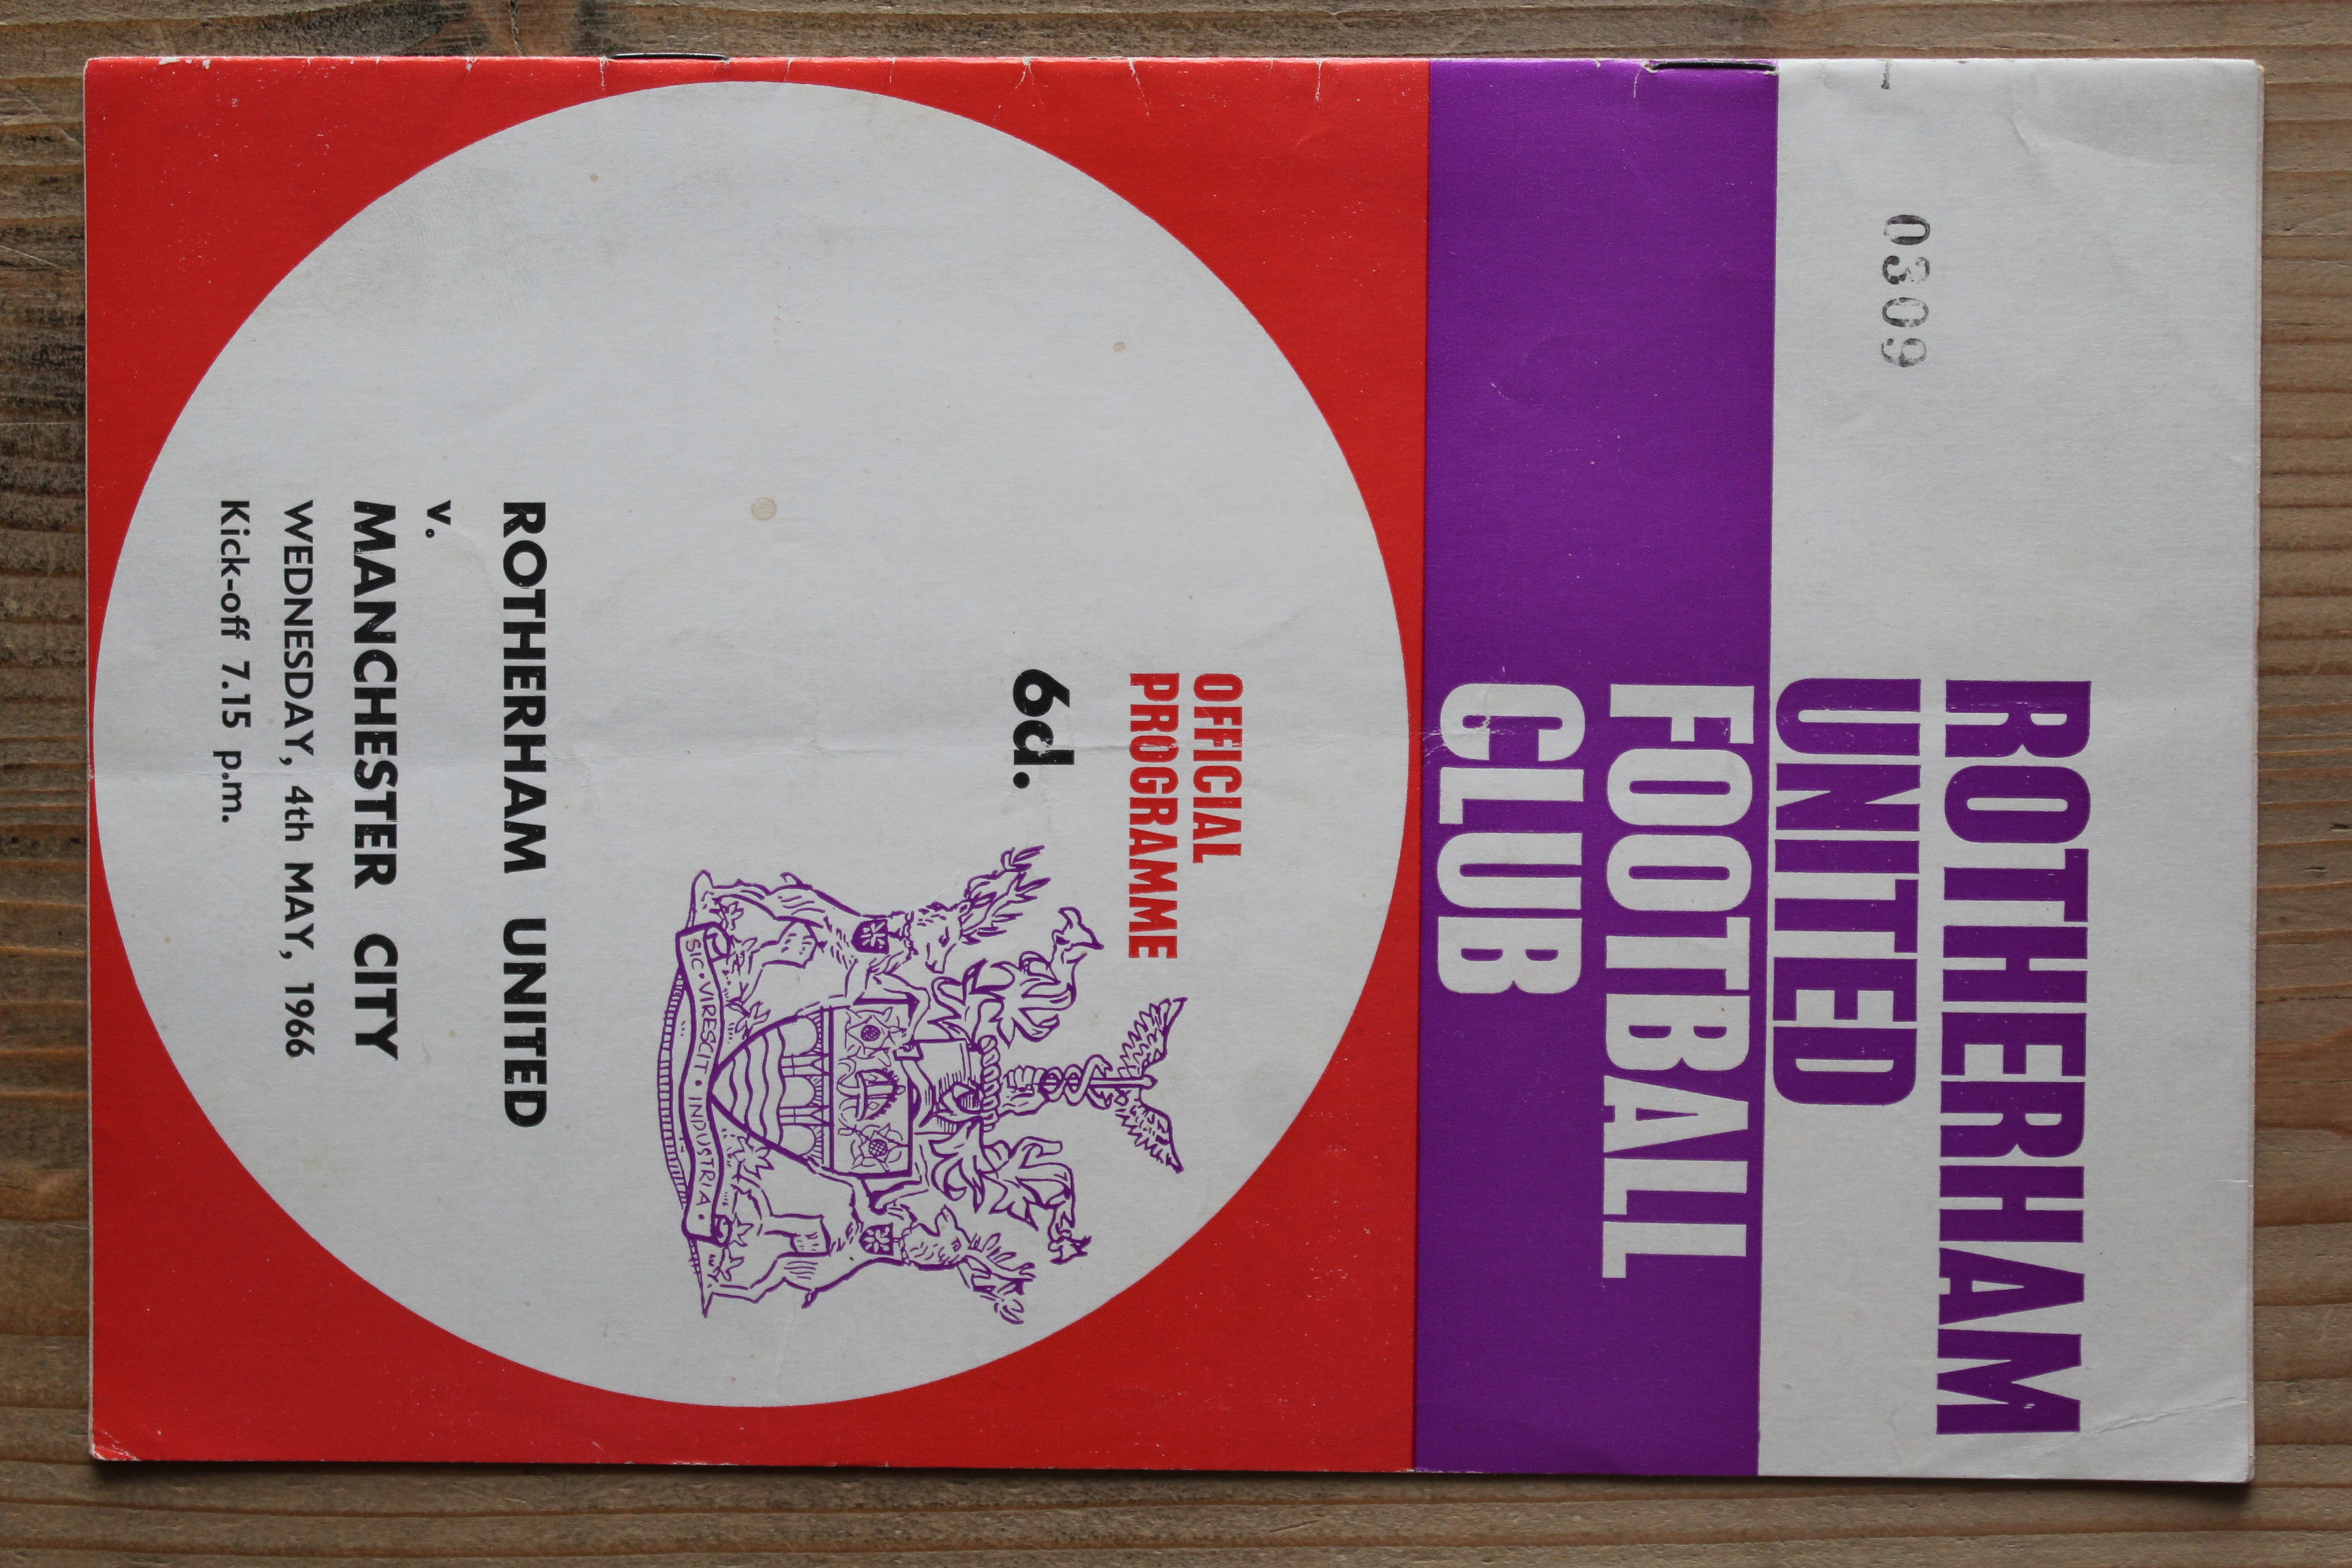 0309
ROTHERHAM
UNITED
FOOTBALL
CLUB
OFFICIAL
PROGRAMME
6d.
SIC • VIRESCIT • INDUSTRIA •
ROTHERHAM UNITED
v.
MANCHESTER CITY
WEDNESDAY, 4th MAY, 1966
Kick-off 7.15 p.m.